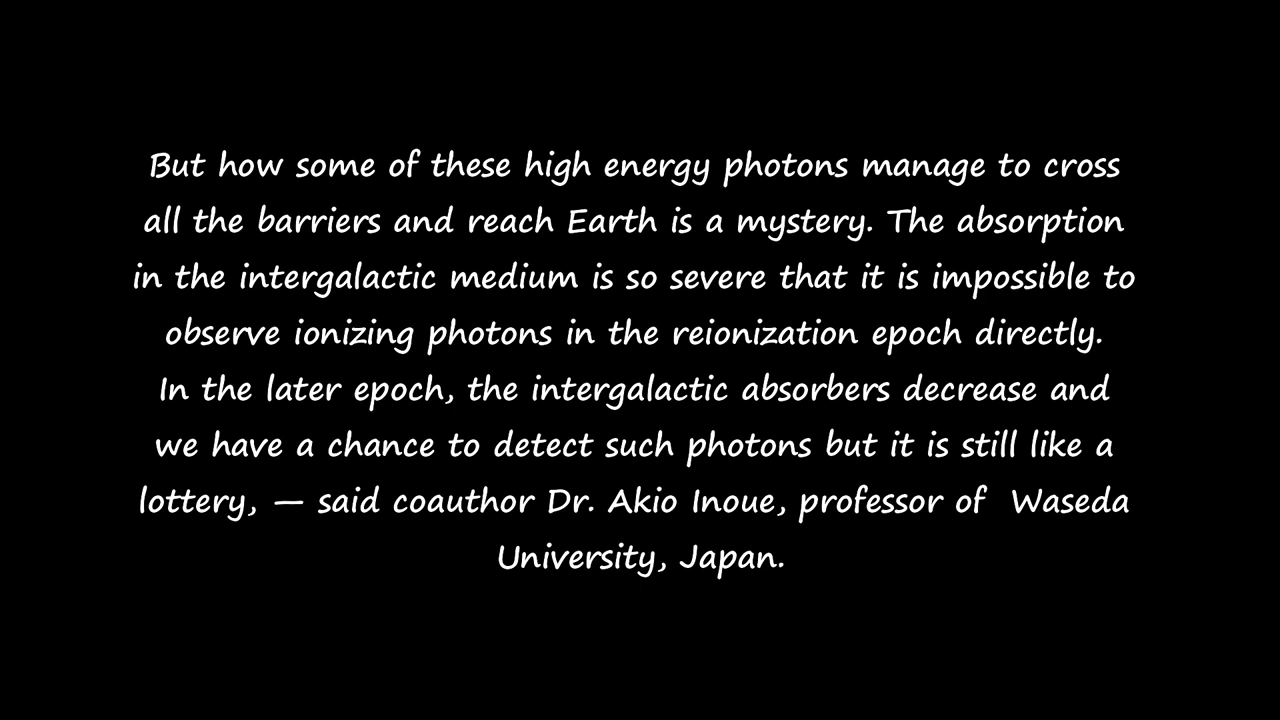 But how some of these high energy photons manage to cross
all the barriers and reach Earth is a mystery. The absorption
in the intergalactic medium is so severe that it is impossible to
observe ionizing photons in the reionization epoch directly.
In the later epoch, the intergalactic absorbers decrease and
we have a chance to detect such photons but it is still like a
lottery, — said coauthor Dr. Akio Inoue, professor of  Waseda
University, Japan.